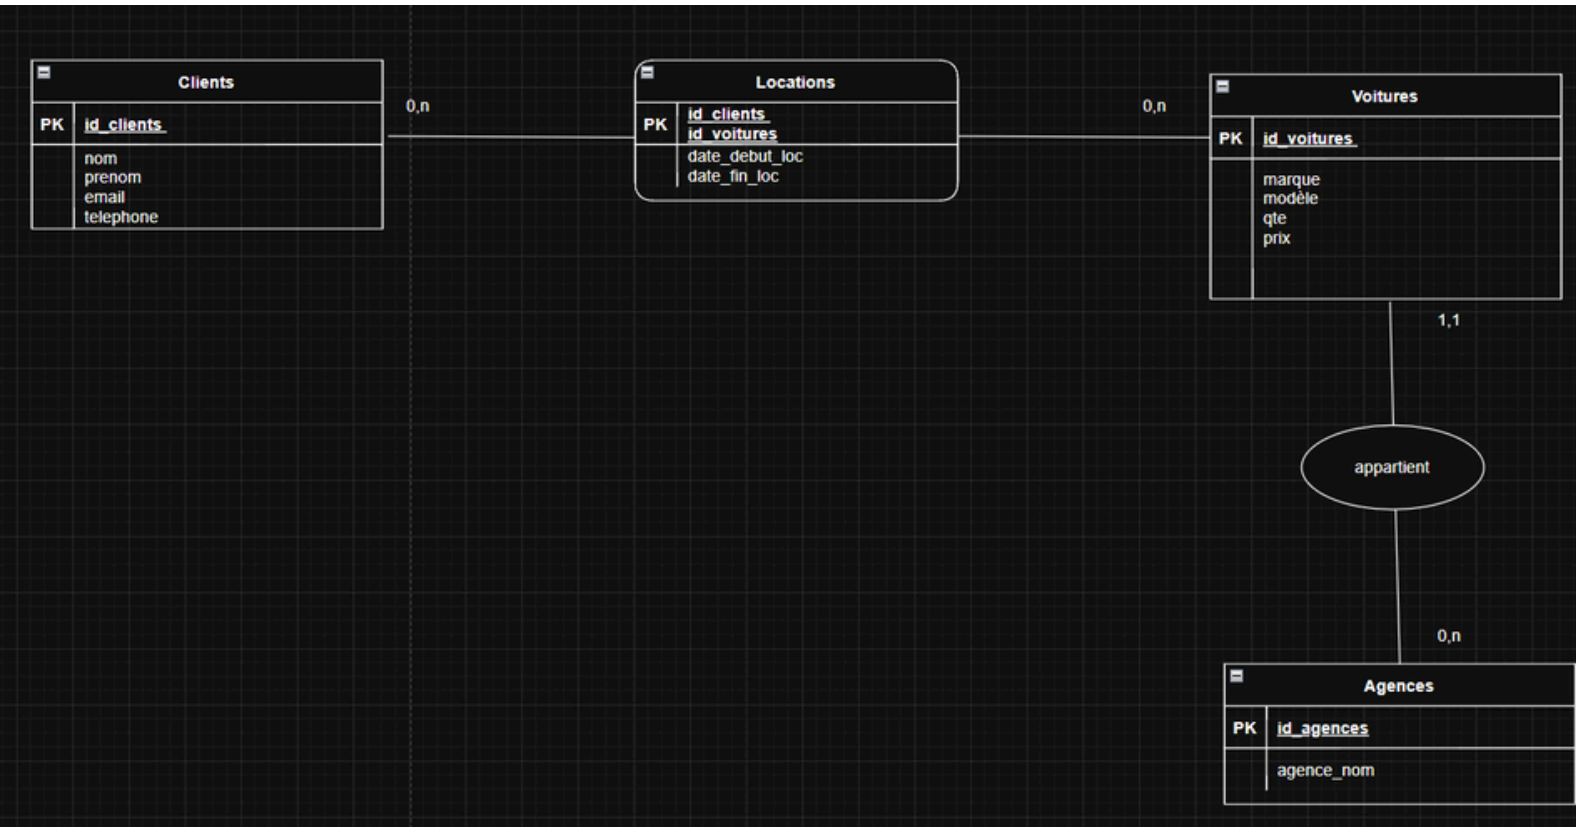 Clients
PK id_clients
nom
prenom
email
telephone
0,n
Locations
PK id_clients
id_voitures
date_debut_loc
date_fin_loc
0,n
Voitures
PK id_voitures
marque
modèle
qte
prix
1,1
appartient
0,n
Agences
PK id_agences
agence_nom